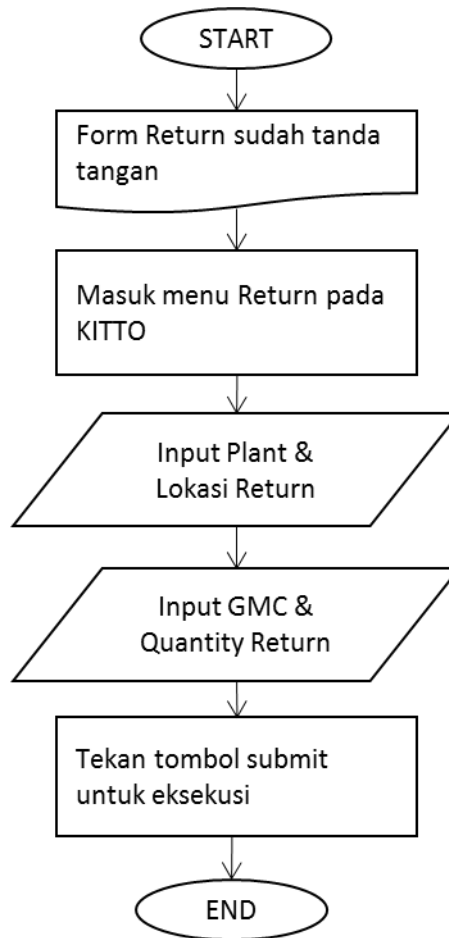 START
Form Return sudah tanda
tangan
Masuk menu Return pada
KITTO
Input Plant &
Lokasi Return
Input GMC &
Quantity Return
Tekan tombol submit
untuk eksekusi
END